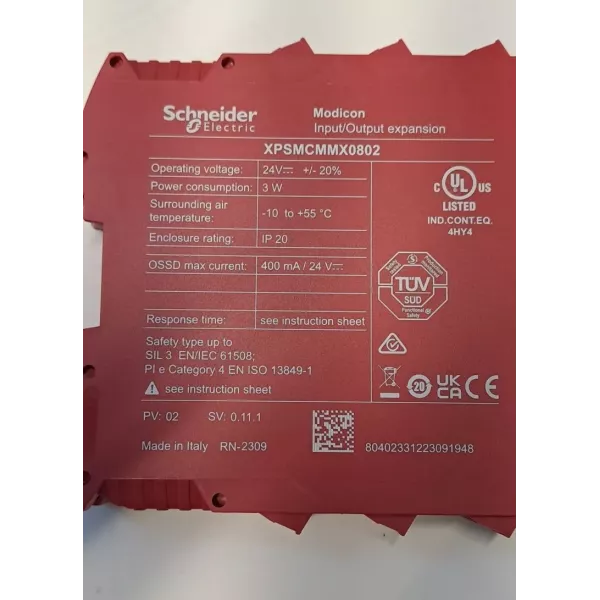 Schneider
Electric
Modicon
Input/Output expansion
XPSMCMMX0802
Operating voltage: 24V⎓ +/- 20%
Power consumption: 3 W
Surrounding air
temperature: -10 to +55 °C
Enclosure rating: IP 20
OSSD max current: 400 mA / 24 V⎓
Response time: see instruction sheet
Safety type up to
SIL 3 EN/IEC 61508;
Pl e Category 4 EN ISO 13849-1
⚠ see instruction sheet
PV: 02 SV: 0.11.1
Made in Italy RN-2309
C UL US
LISTED
IND.CONT.EQ.
4HY4
TÜV
SÜD
Functional
Safety
20
UK
CA
CE
80402331223091948